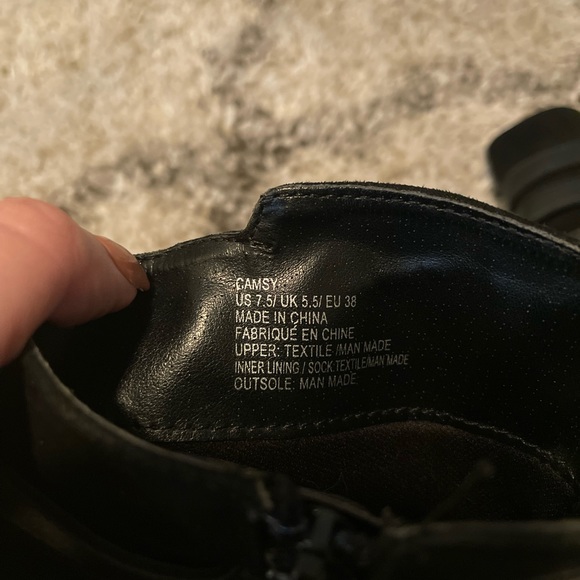 CAMSY
US 7.5/ UK 5.5/ EU 38
MADE IN CHINA
FABRIQUÉ EN CHINE
UPPER: TEXTILE /MAN MADE
INNER LINING / SOCK TEXTILE/MAN MADE
OUTSOLE: MAN MADE